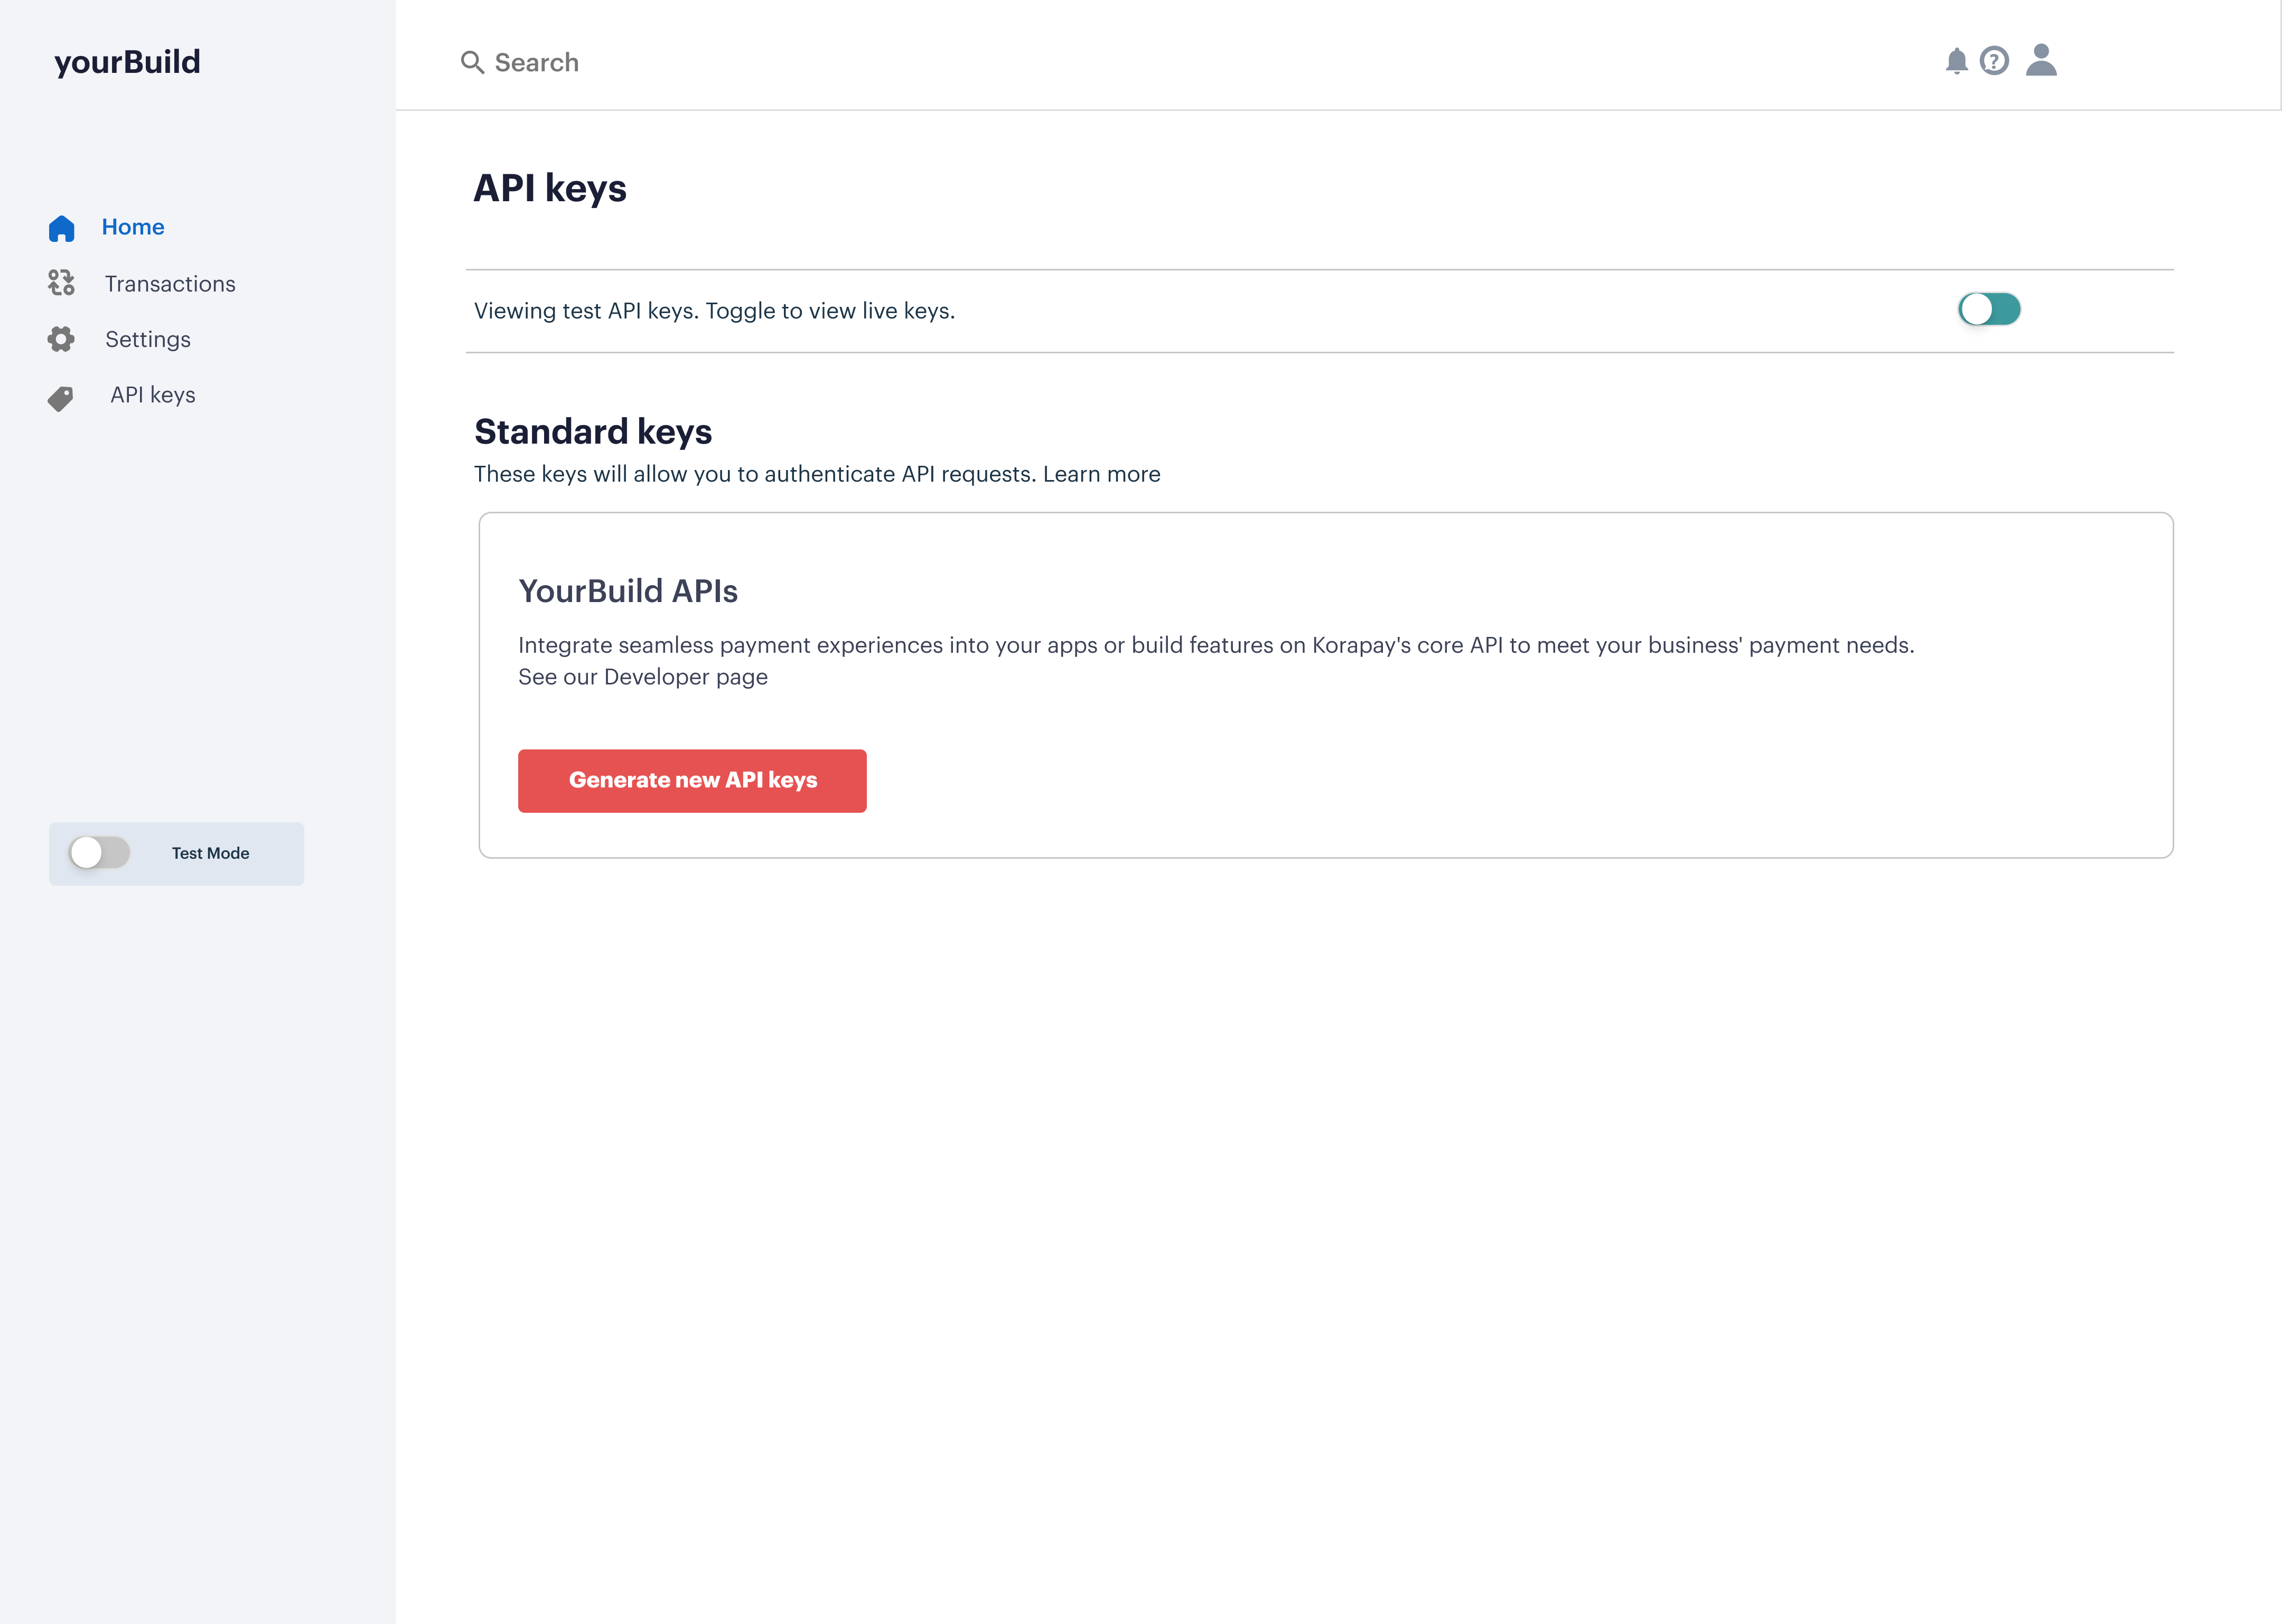 yourBuild
Search
Home
Transactions
Settings
API keys
Test Mode
API keys
Viewing test API keys. Toggle to view live keys.
Standard keys
These keys will allow you to authenticate API requests. Learn more
YourBuild APIs
Integrate seamless payment experiences into your apps or build features on Korapay's core API to meet your business' payment needs.
See our Developer page
Generate new API keys